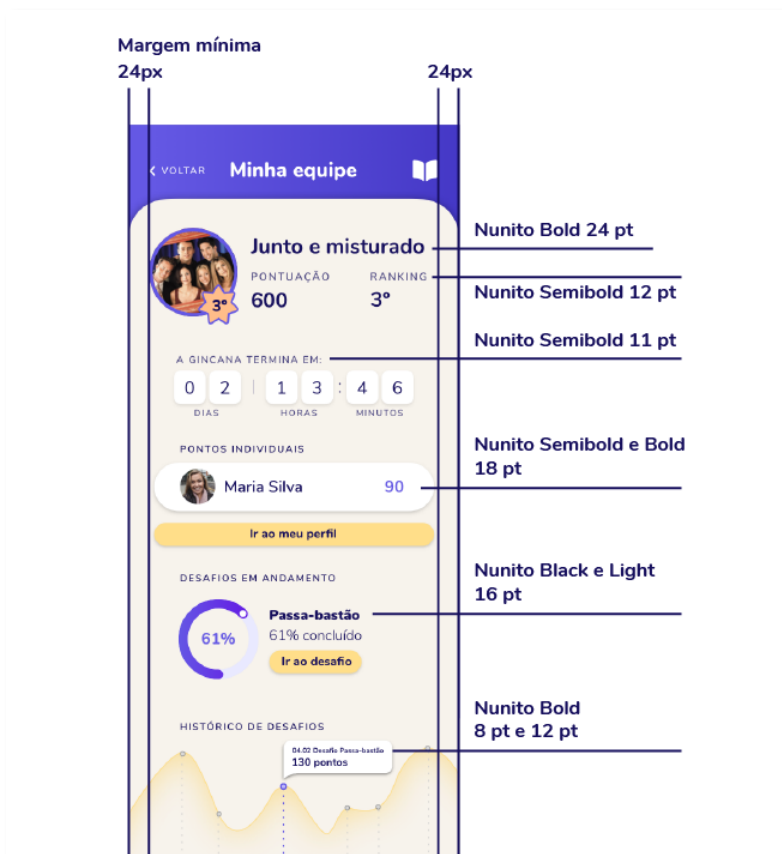 Margem mínima
24px
24px
VOLTAR
Minha equipe
Junto e misturado
PONTUAÇÃO
RANKING
600
3º
3º
Nunito Bold 24 pt
Nunito Semibold 12 pt
Nunito Semibold 11 pt
A GINCANA TERMINA EM:
0 2 | 1 3 : 4 6
DIAS
HORAS
MINUTOS
PONTOS INDIVIDUAIS
Maria Silva
90
Nunito Semibold e Bold
18 pt
Ir ao meu perfil
DESAFIOS EM ANDAMENTO
61%
Passa-bastão
61% concluído
Ir ao desafio
Nunito Black e Light
16 pt
HISTÓRICO DE DESAFIOS
04.02 Desafio Passa-bastão
130 pontos
Nunito Bold
8 pt e 12 pt